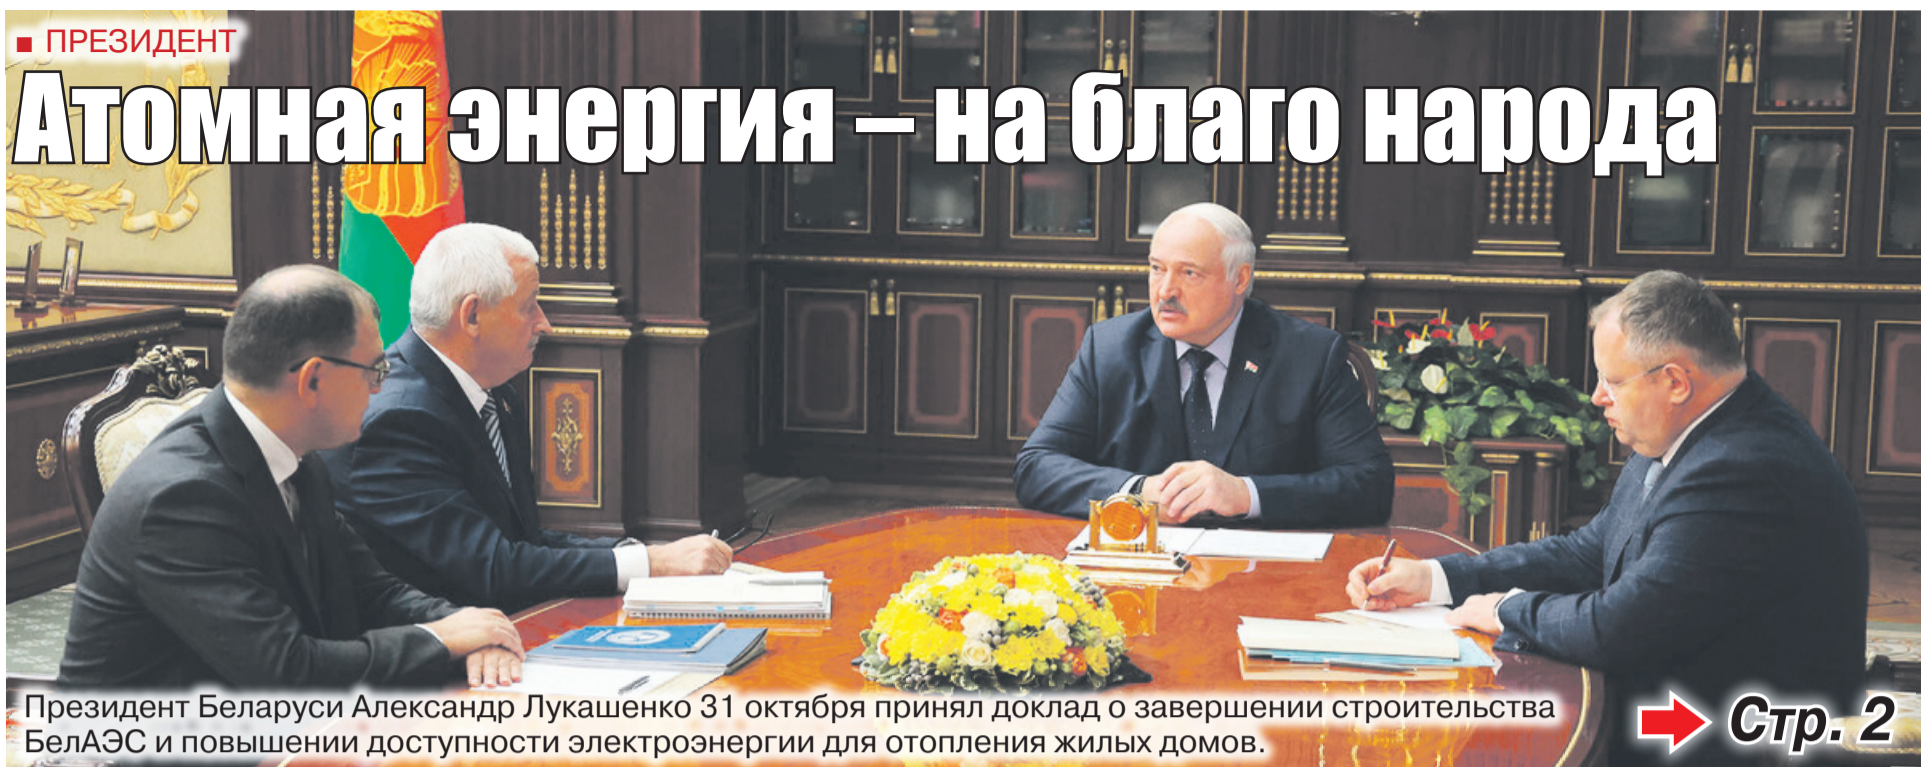 ПРЕЗИДЕНТ
Атомная энергия – на благо народа
Президент Беларуси Александр Лукашенко 31 октября принял доклад о завершении строительства
БелАЭС и повышении доступности электроэнергии для отопления жилых домов.
Стр. 2